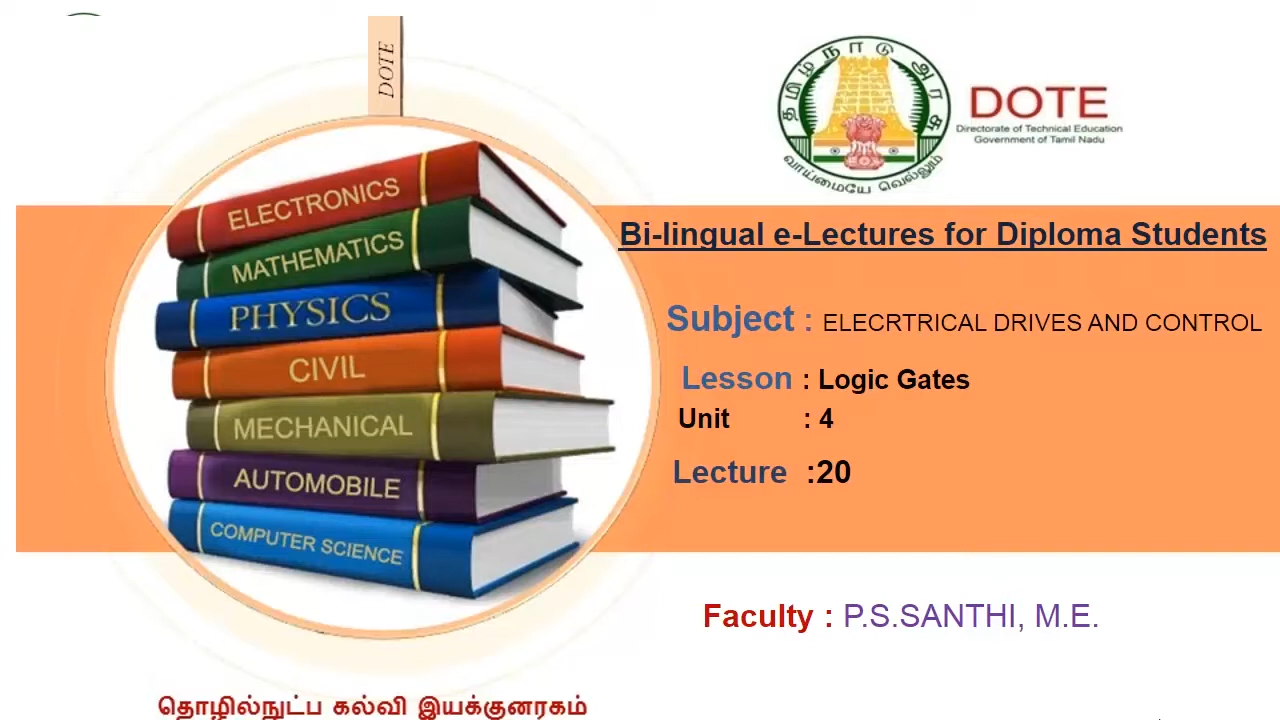 DOTE
தமிழ்நாடு அரசு
வாய்மையே வெல்லும்
DOTE
Directorate of Technical Education
Government of Tamil Nadu
ELECTRONICS
MATHEMATICS
PHYSICS
CIVIL
MECHANICAL
AUTOMOBILE
COMPUTER SCIENCE
Bi-lingual e-Lectures for Diploma Students
Subject : ELECRTRICAL DRIVES AND CONTROL
Lesson : Logic Gates
Unit : 4
Lecture :20
Faculty : P.S.SANTHI, M.E.
தொழில்நுட்ப கல்வி இயக்குனரகம்